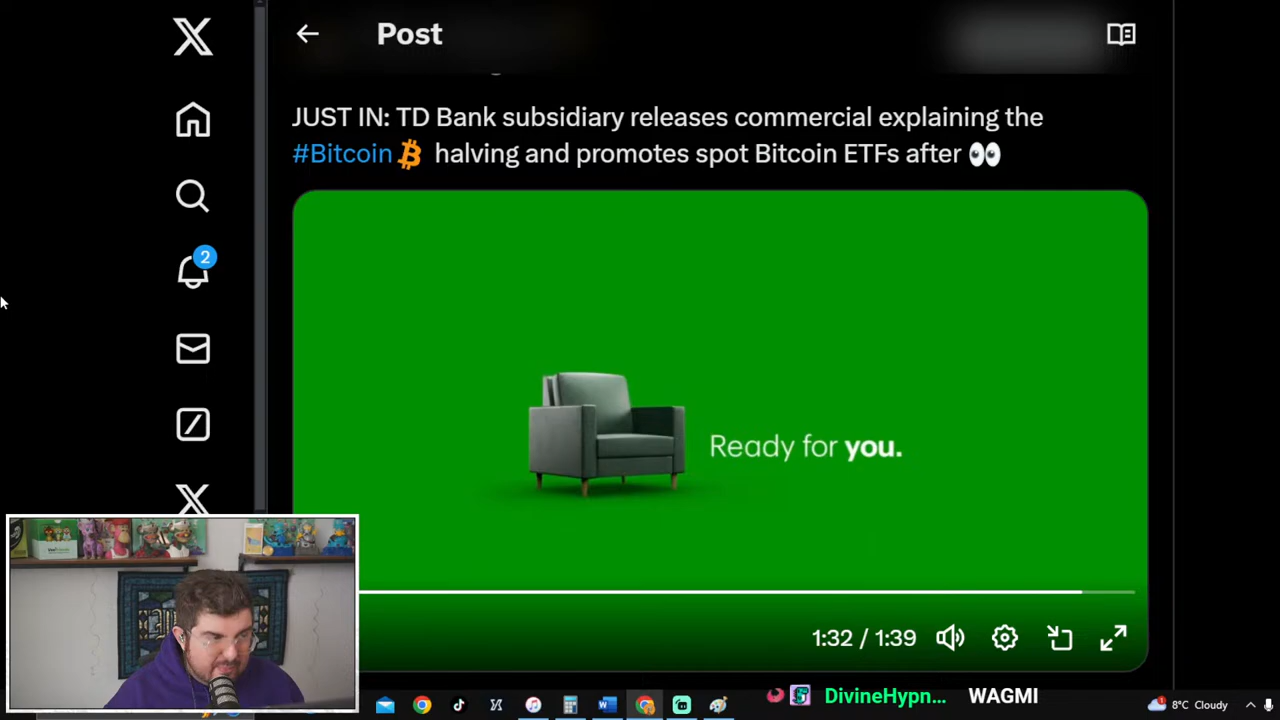 Post
JUST IN: TD Bank subsidiary releases commercial explaining the
#Bitcoin halving and promotes spot Bitcoin ETFs after 👀
2
Ready for you.
1:32 / 1:39
DivineHypn... WAGMI
8°C Cloudy